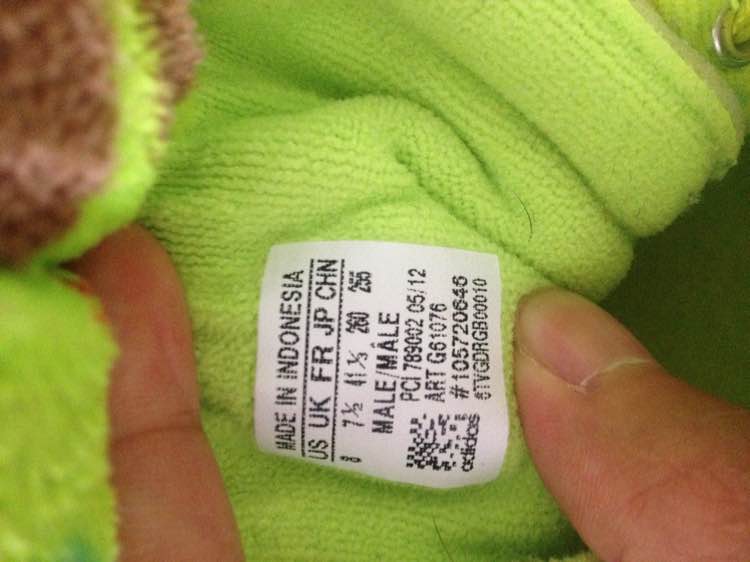 MADE IN INDONESIA
US UK FR JP CHN
8 7½ 41⅓ 260 255
MALE/MÂLE
PCI 789002 05/12
ART G61076
#105720646
adidas